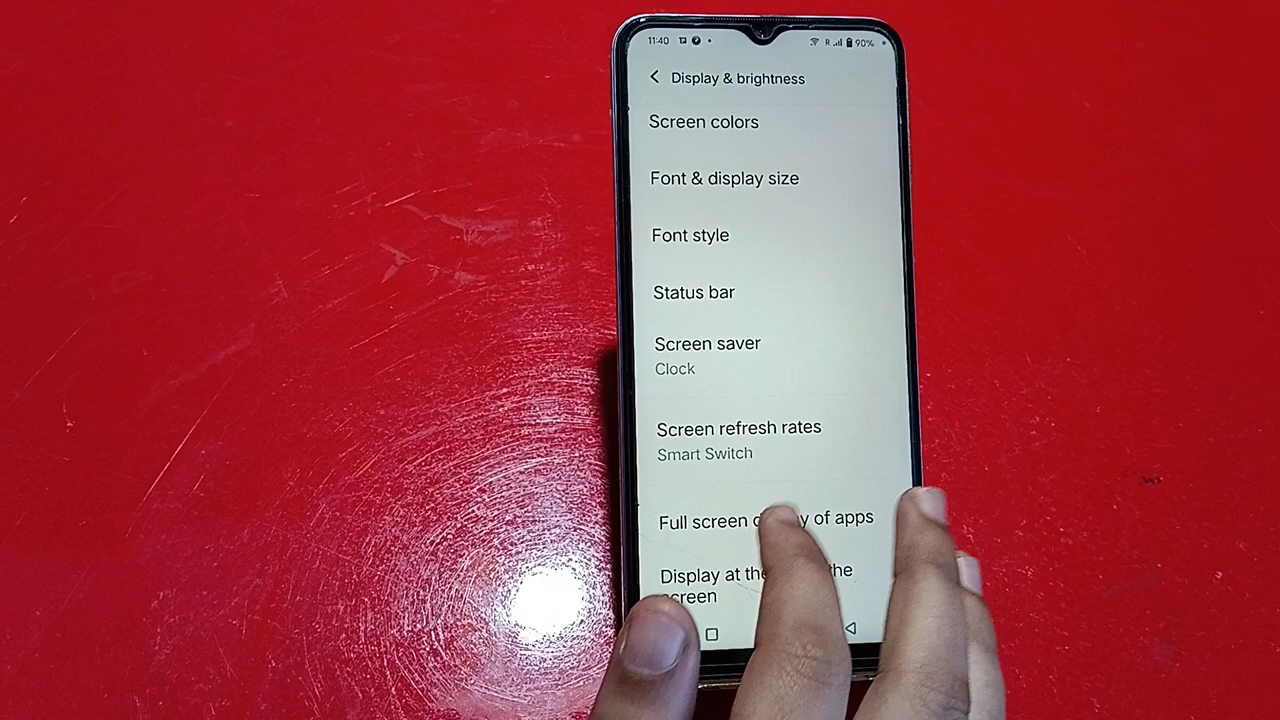 11:40 R 90%
Display & brightness
Screen colors
Font & display size
Font style
Status bar
Screen saver
Clock
Screen refresh rates
Smart Switch
Full screen of apps
Display at the the
screen